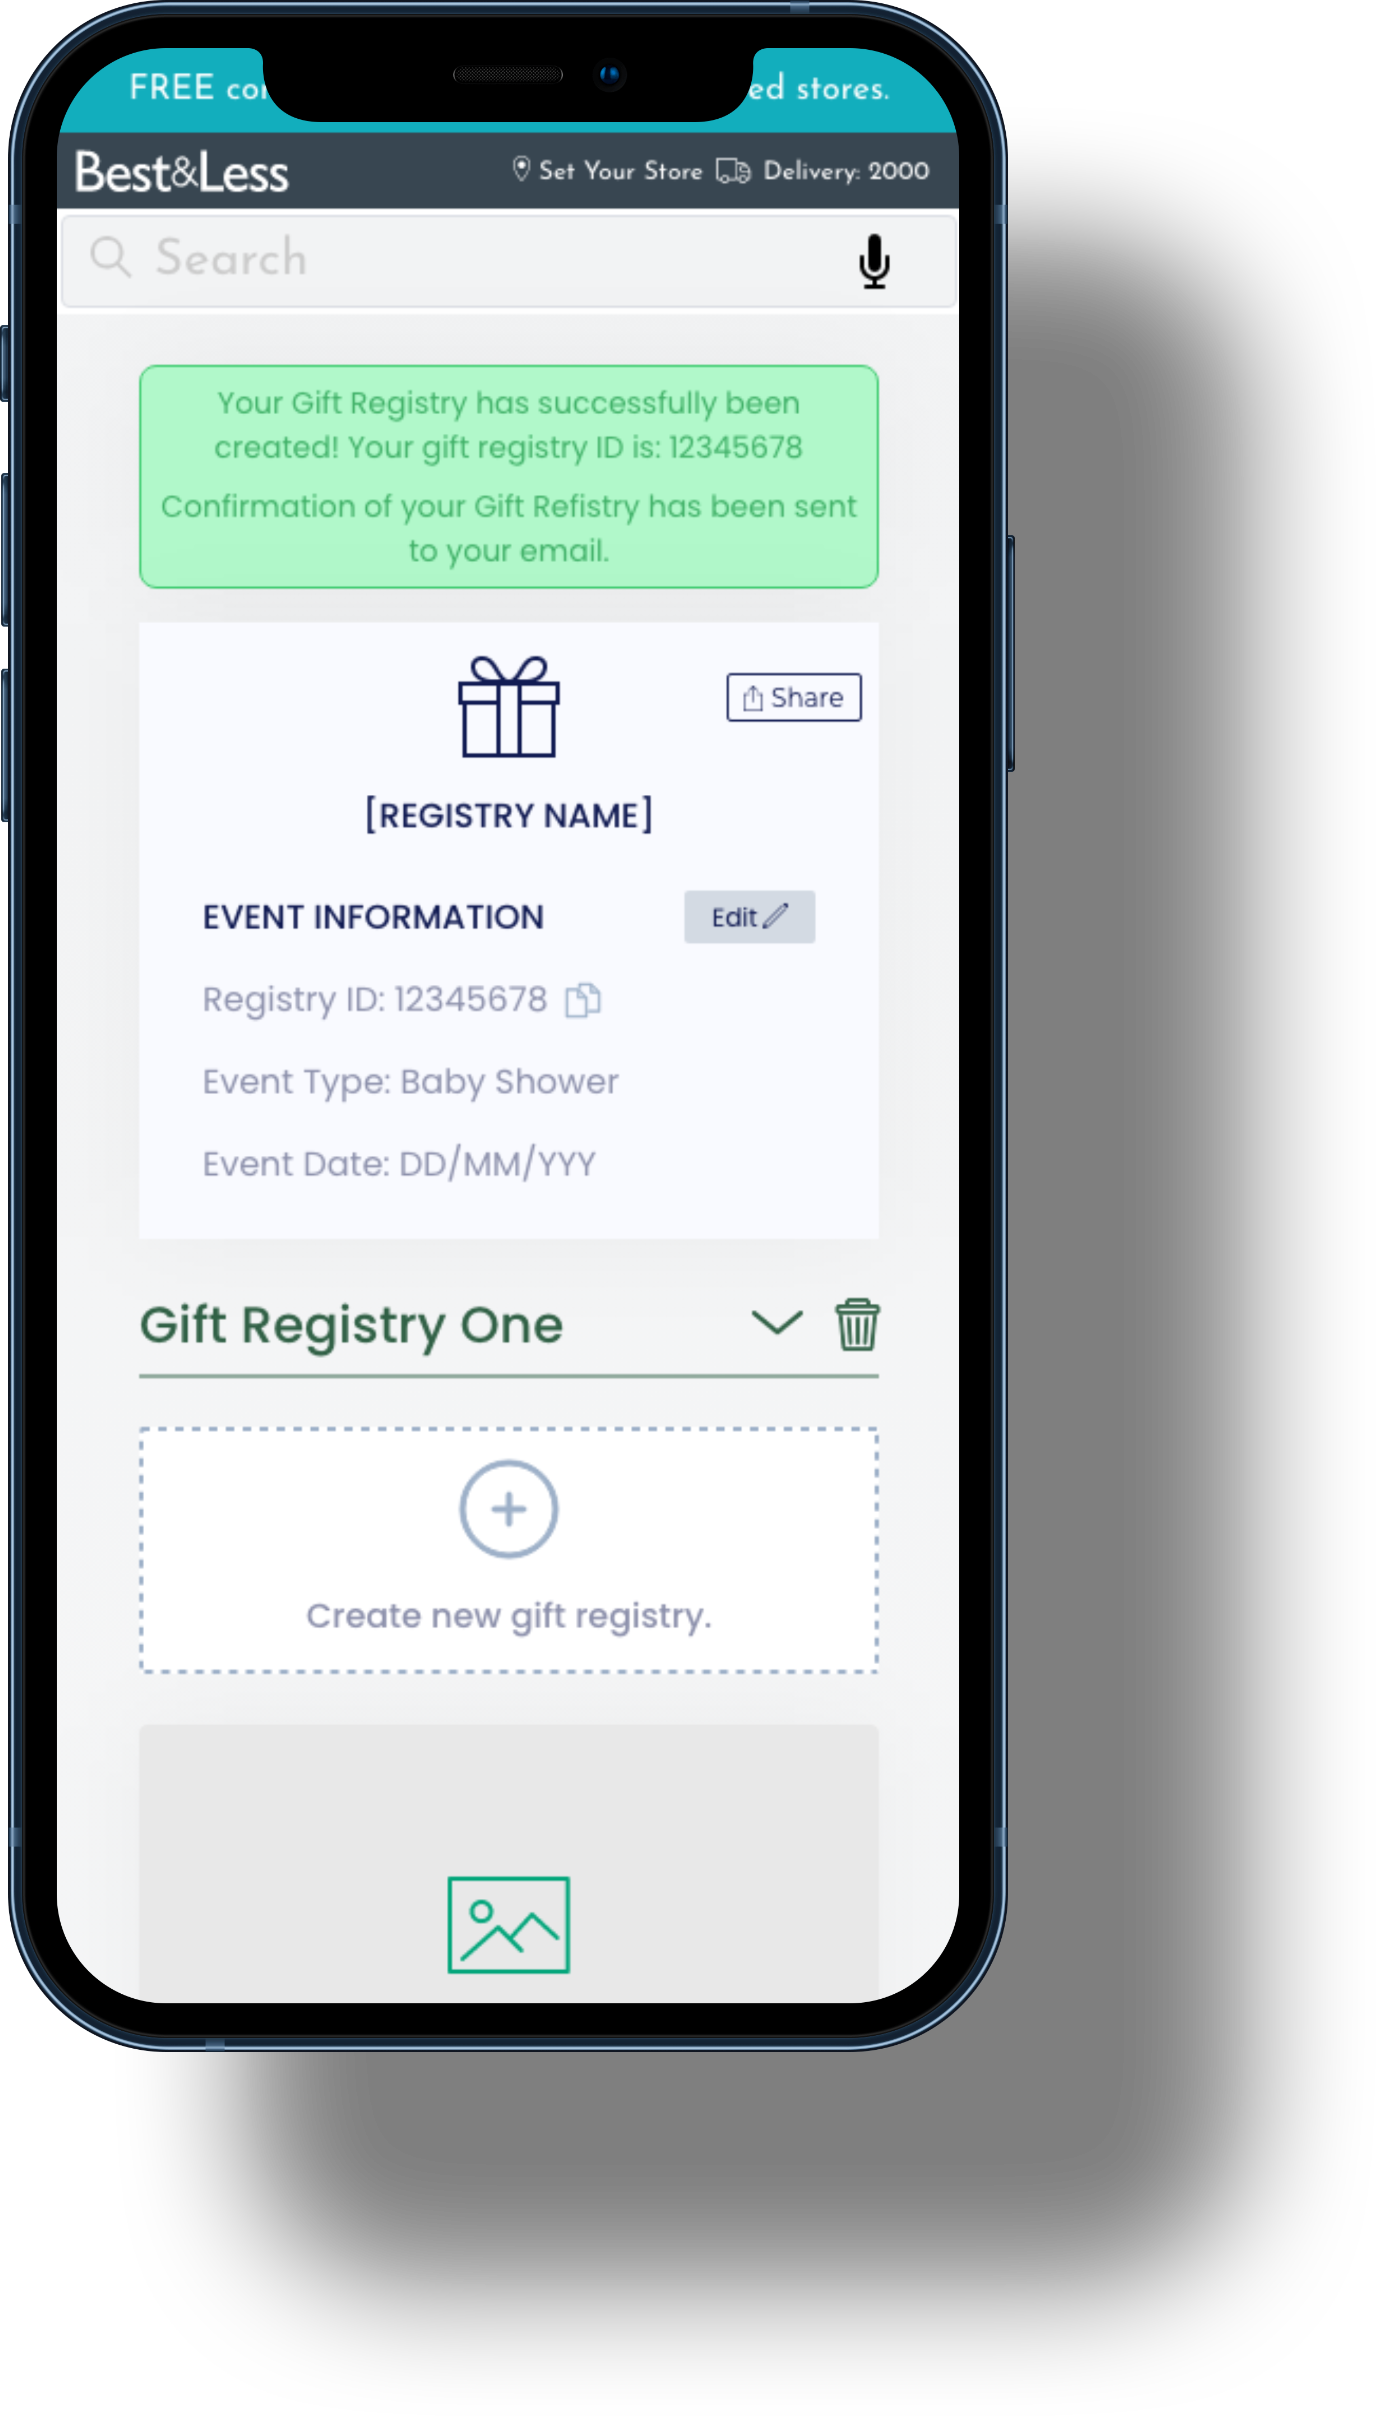 FREE ed stores.
Best&Less Set Your Store Delivery: 2000
Search
Your Gift Registry has successfully been
created! Your gift registry ID is: 12345678
Confirmation of your Gift Refistry has been sent
to your email.
Share
[REGISTRY NAME]
EVENT INFORMATION Edit
Registry ID: 12345678
Event Type: Baby Shower
Event Date: DD/MM/YYY
Gift Registry One
Create new gift registry.